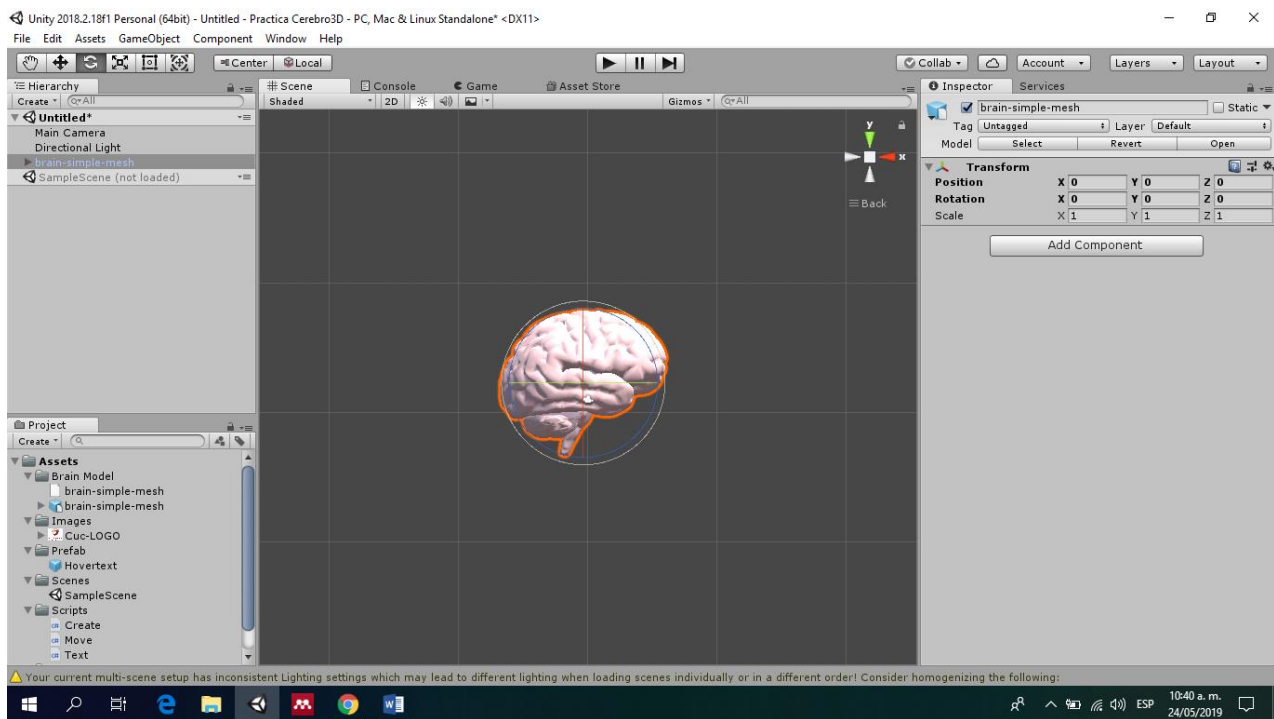 Unity 2018.2.18f1 Personal (64bit) - Untitled - Practica Cerebro3D - PC, Mac & Linux Standalone* <DX11>
File Edit Assets GameObject Component Window Help
Center Local Collab Account Layers Layout
Hierarchy
Create All
Untitled*
Main Camera
Directional Light
brain-simple-mesh
SampleScene (not loaded)
Scene Console Game Asset Store
Shaded 2D Gizmos All
y
x
Back
Inspector Services
brain-simple-mesh Static
Tag Untagged Layer Default
Model Select Revert Open
Transform
Position X 0 Y 0 Z 0
Rotation X 0 Y 0 Z 0
Scale X 1 Y 1 Z 1
Add Component
Project
Create
Assets
Brain Model
brain-simple-mesh
brain-simple-mesh
Images
Cuc-LOGO
Prefab
Hovertext
Scenes
SampleScene
Scripts
Create
Move
Text
Your current multi-scene setup has inconsistent Lighting settings which may lead to different lighting when loading scenes individually or in a different order! Consider homogenizing the following:
ESP
10:40 a. m.
24/05/2019